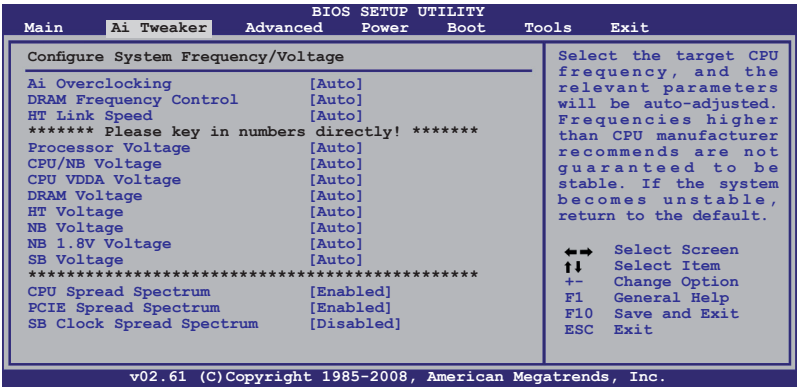 BIOS SETUP UTILITY
Main Ai Tweaker Advanced Power Boot Tools Exit
Configure System Frequency/Voltage
Ai Overclocking [Auto]
DRAM Frequency Control [Auto]
HT Link Speed [Auto]
******* Please key in numbers directly! *******
Processor Voltage [Auto]
CPU/NB Voltage [Auto]
CPU VDDA Voltage [Auto]
DRAM Voltage [Auto]
HT Voltage [Auto]
NB Voltage [Auto]
NB 1.8V Voltage [Auto]
SB Voltage [Auto]
***********************************************
CPU Spread Spectrum [Enabled]
PCIE Spread Spectrum [Enabled]
SB Clock Spread Spectrum [Disabled]
Select the target CPU
frequency, and the
relevant parameters
will be auto-adjusted.
Frequencies higher
than CPU manufacturer
recommends are not
guaranteed to be
stable. If the system
becomes unstable,
return to the default.
←→ Select Screen
↑↓ Select Item
+- Change Option
F1 General Help
F10 Save and Exit
ESC Exit
v02.61 (C)Copyright 1985-2008, American Megatrends, Inc.